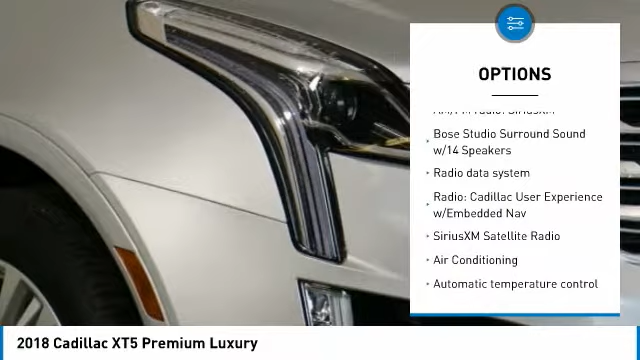 OPTIONS
Bose Studio Surround Sound
w/14 Speakers
Radio data system
Radio: Cadillac User Experience
w/Embedded Nav
SiriusXM Satellite Radio
Air Conditioning
Automatic temperature control
2018 Cadillac XT5 Premium Luxury